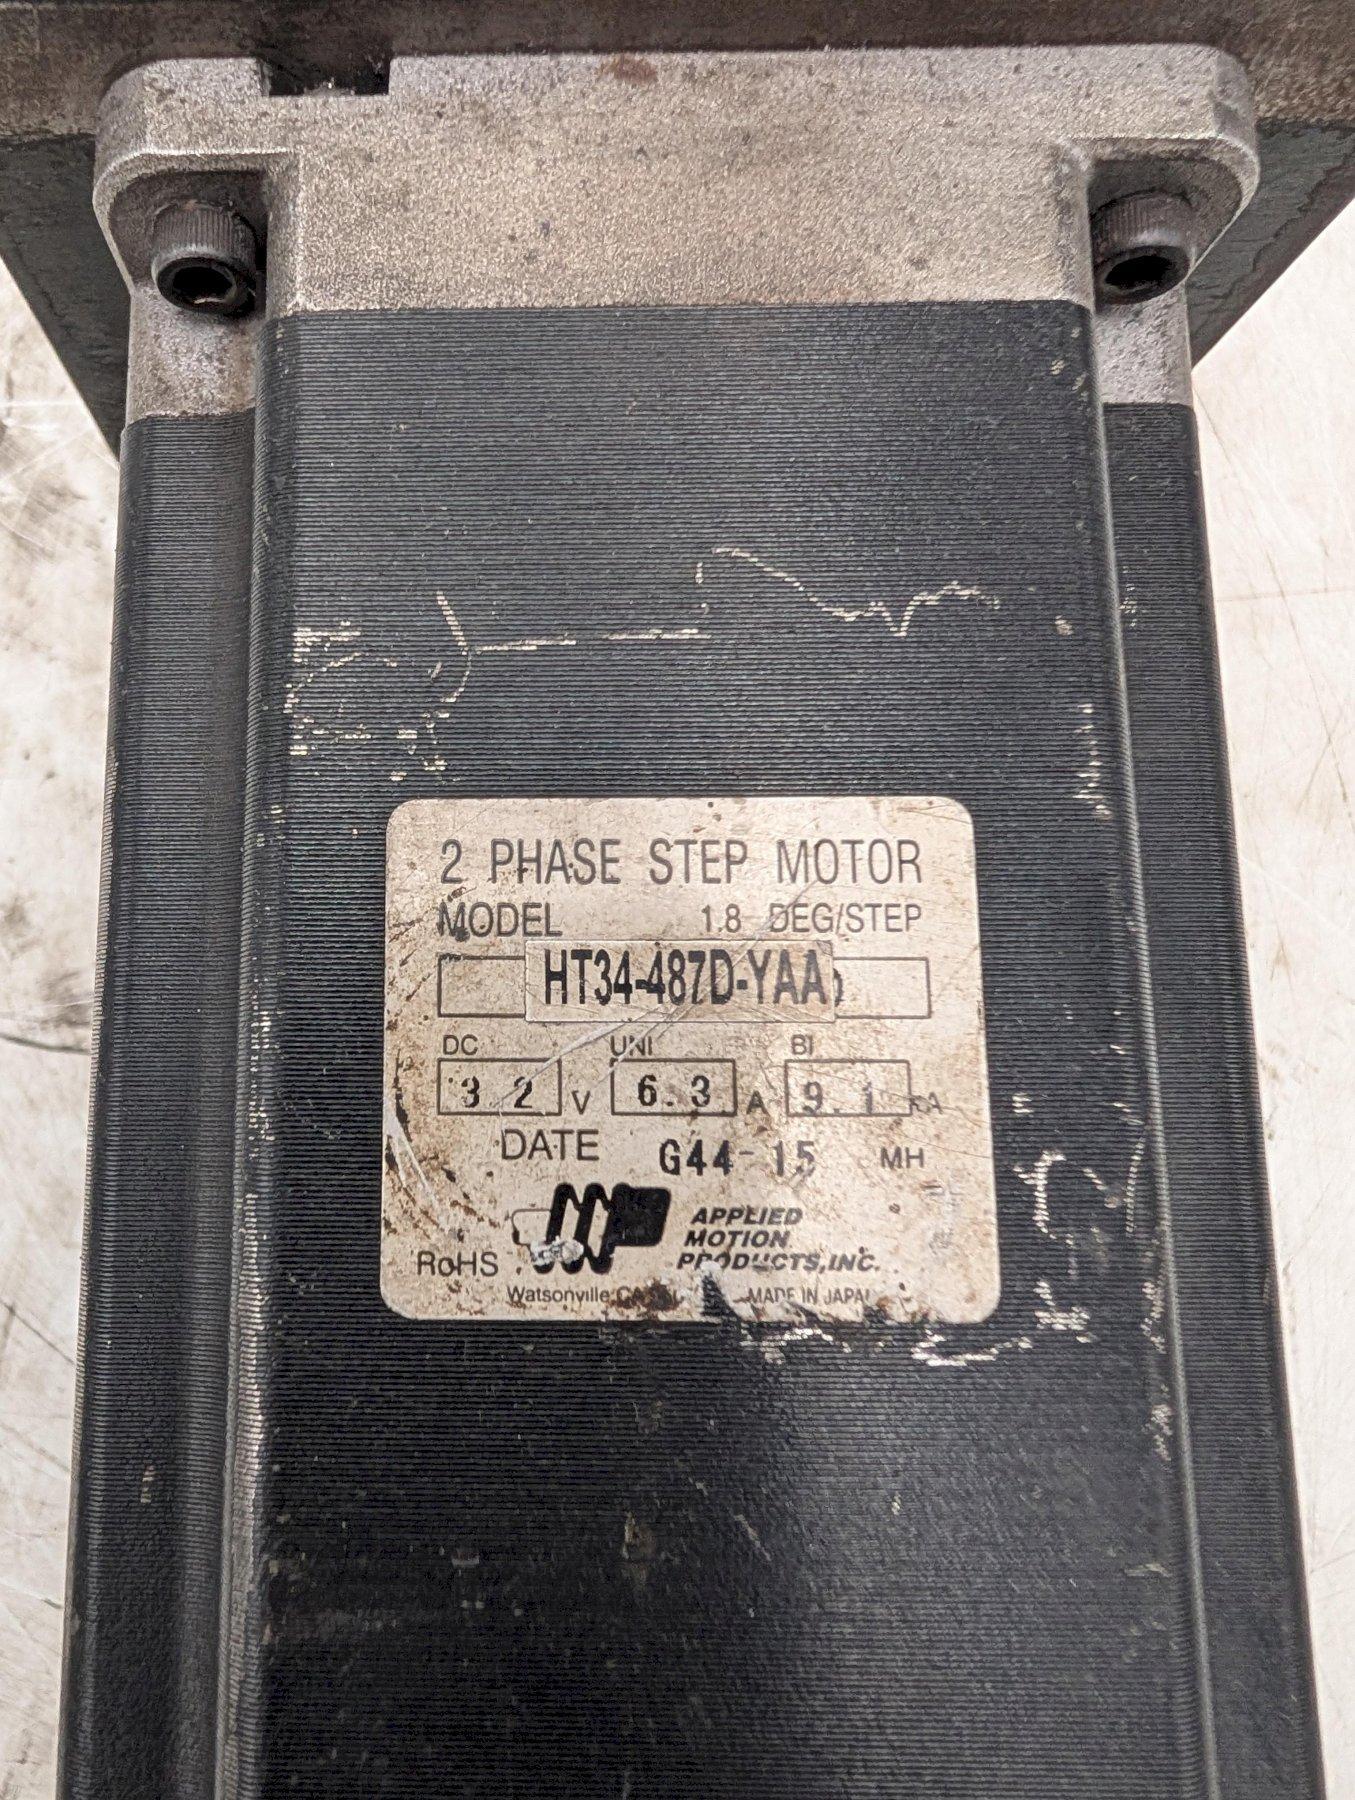 2 PHASE STEP MOTOR
MODEL 1.8 DEG/STEP
HT34-487D-YAA
DC UNI BI
3.2 V 6.3 A 9.1
DATE G44-15 MH
APPLIED
MOTION
RoHS PRODUCTS, INC.
Watsonville CA MADE IN JAPAN